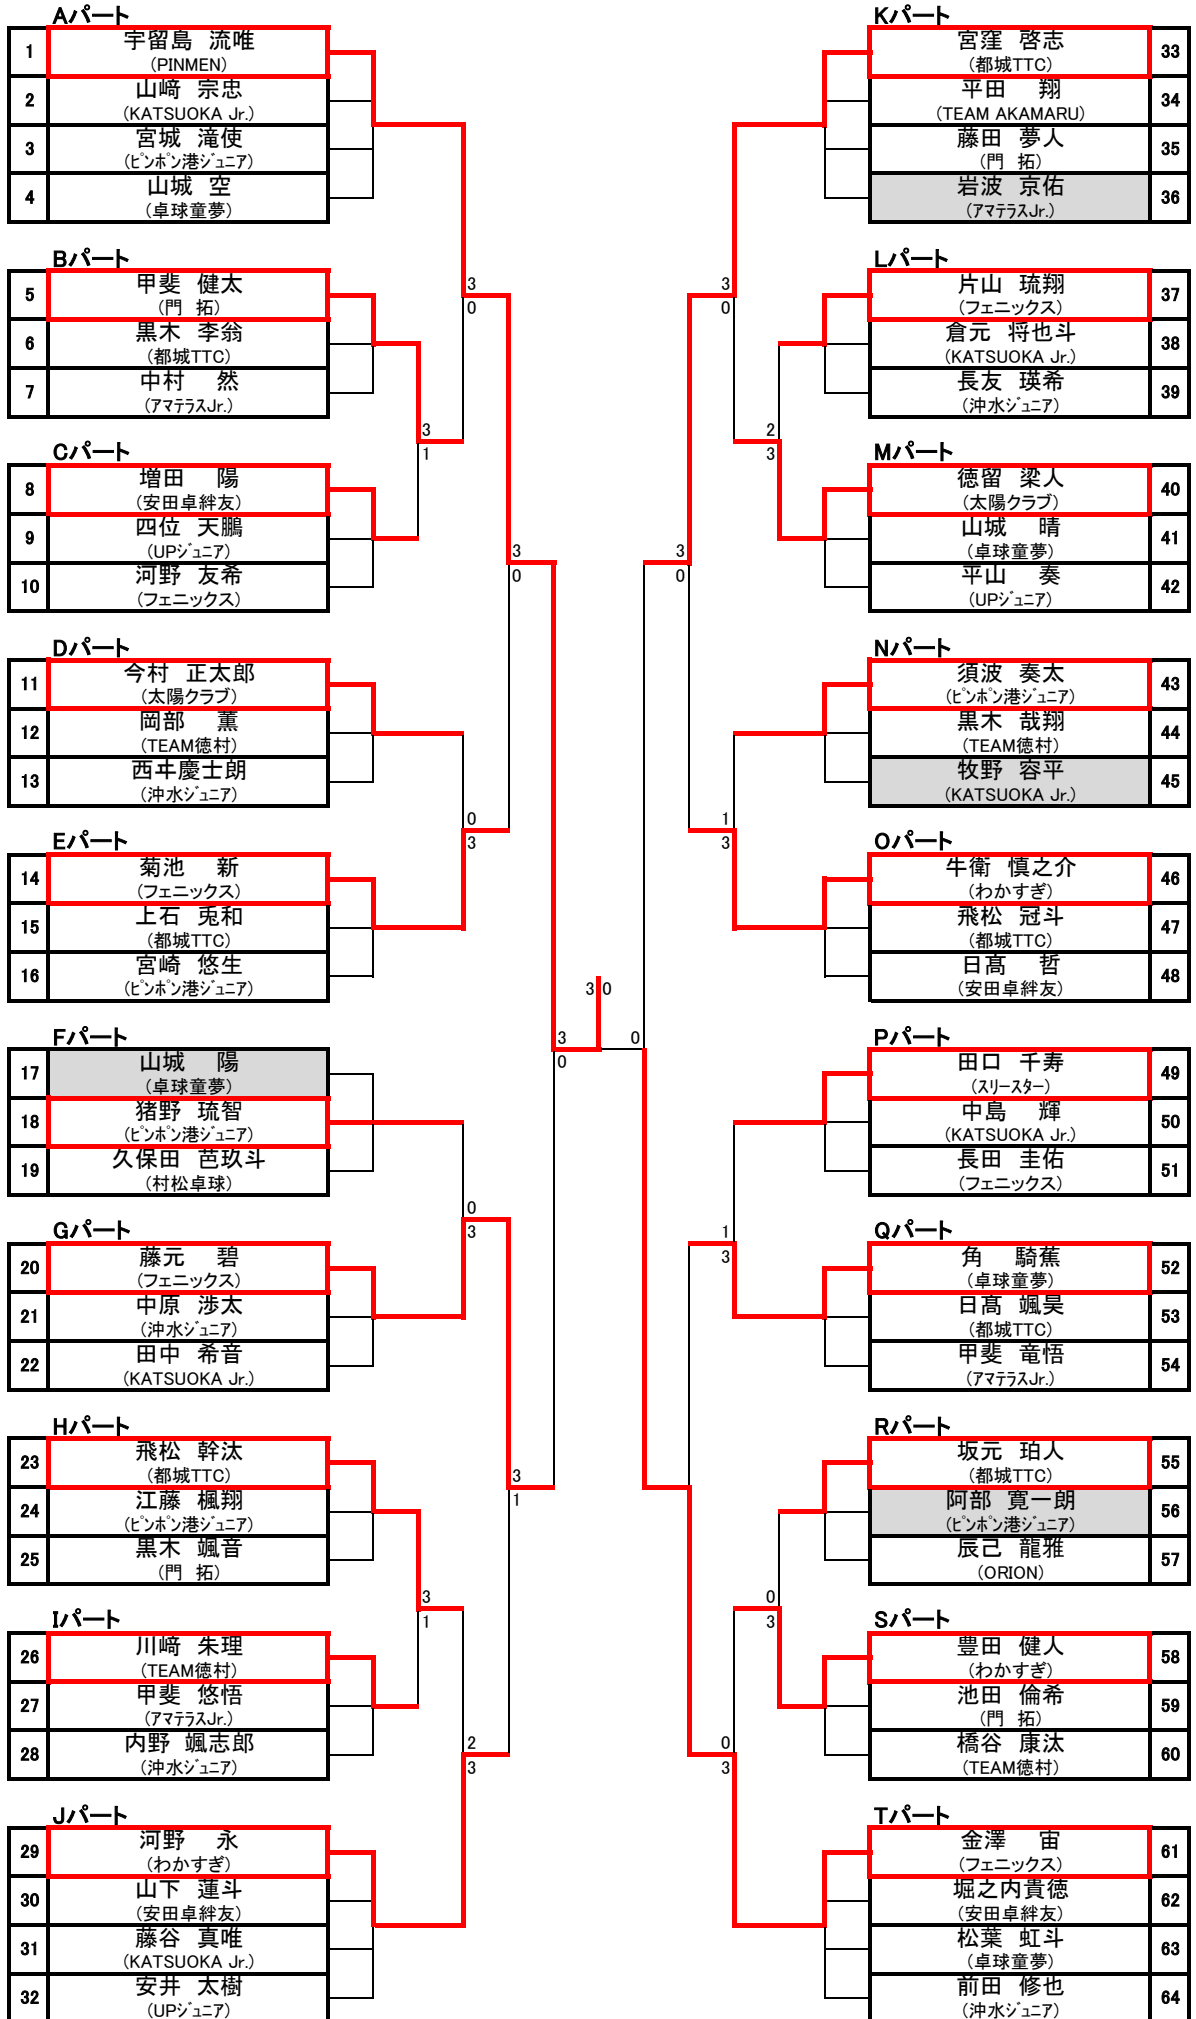 Aパート
1
宇留島 流唯
(PINMEN)
2
山﨑 宗忠
(KATSUOKA Jr.)
3
宮城 滝使
(ピンポン港ジュニア)
4
山城 空
(卓球童夢)
Bパート
5
甲斐 健太
(門 拓)
6
黒木 李翁
(都城TTC)
7
中村 然
(アマテラスJr.)
Cパート
8
増田 陽
(安田卓絆友)
9
四位 天鵬
(UPジュニア)
10
河野 友希
(フェニックス)
Dパート
11
今村 正太郎
(太陽クラブ)
12
岡部 薫
(TEAM徳村)
13
西井慶士朗
(沖水ジュニア)
Eパート
14
菊池 新
(フェニックス)
15
上石 兎和
(都城TTC)
16
宮崎 悠生
(ピンポン港ジュニア)
Fパート
17
山城 陽
(卓球童夢)
18
猪野 琉智
(ピンポン港ジュニア)
19
久保田 芭玖斗
(村松卓球)
Gパート
20
藤元 碧
(フェニックス)
21
中原 渉太
(沖水ジュニア)
22
田中 希音
(KATSUOKA Jr.)
Hパート
23
飛松 幹汰
(都城TTC)
24
江藤 楓翔
(ピンポン港ジュニア)
25
黒木 颯音
(門 拓)
Iパート
26
川﨑 朱理
(TEAM徳村)
27
甲斐 悠悟
(アマテラスJr.)
28
内野 颯志郎
(沖水ジュニア)
Jパート
29
河野 永
(わかすぎ)
30
山下 蓮斗
(安田卓絆友)
31
藤谷 真唯
(KATSUOKA Jr.)
32
安井 太樹
(UPジュニア)
3
0
3
1
3
0
0
3
3
0
0
3
3
1
3
1
2
3
3 0
0
3
0
2
3
3
0
1
3
1
3
0
3
0
3
Kパート
宮窪 啓志
(都城TTC)
33
平田 翔
(TEAM AKAMARU)
34
藤田 夢人
(門 拓)
35
岩波 京佑
(アマテラスJr.)
36
Lパート
片山 琉翔
(フェニックス)
37
倉元 将也斗
(KATSUOKA Jr.)
38
長友 瑛希
(沖水ジュニア)
39
Mパート
徳留 梁人
(太陽クラブ)
40
山城 晴
(卓球童夢)
41
平山 奏
(UPジュニア)
42
Nパート
須波 奏太
(ピンポン港ジュニア)
43
黒木 哉翔
(TEAM徳村)
44
牧野 容平
(KATSUOKA Jr.)
45
Oパート
牛衛 慎之介
(わかすぎ)
46
飛松 冠斗
(都城TTC)
47
日髙 哲
(安田卓絆友)
48
Pパート
田口 千寿
(スリースター)
49
中島 輝
(KATSUOKA Jr.)
50
長田 圭佑
(フェニックス)
51
Qパート
角 騎蕉
(卓球童夢)
52
日髙 颯昊
(都城TTC)
53
甲斐 竜悟
(アマテラスJr.)
54
Rパート
坂元 珀人
(都城TTC)
55
阿部 寛一朗
(ピンポン港ジュニア)
56
辰己 龍雅
(ORION)
57
Sパート
豊田 健人
(わかすぎ)
58
池田 倫希
(門 拓)
59
橋谷 康汰
(TEAM徳村)
60
Tパート
金澤 宙
(フェニックス)
61
堀之内貴徳
(安田卓絆友)
62
松葉 虹斗
(卓球童夢)
63
前田 修也
(沖水ジュニア)
64